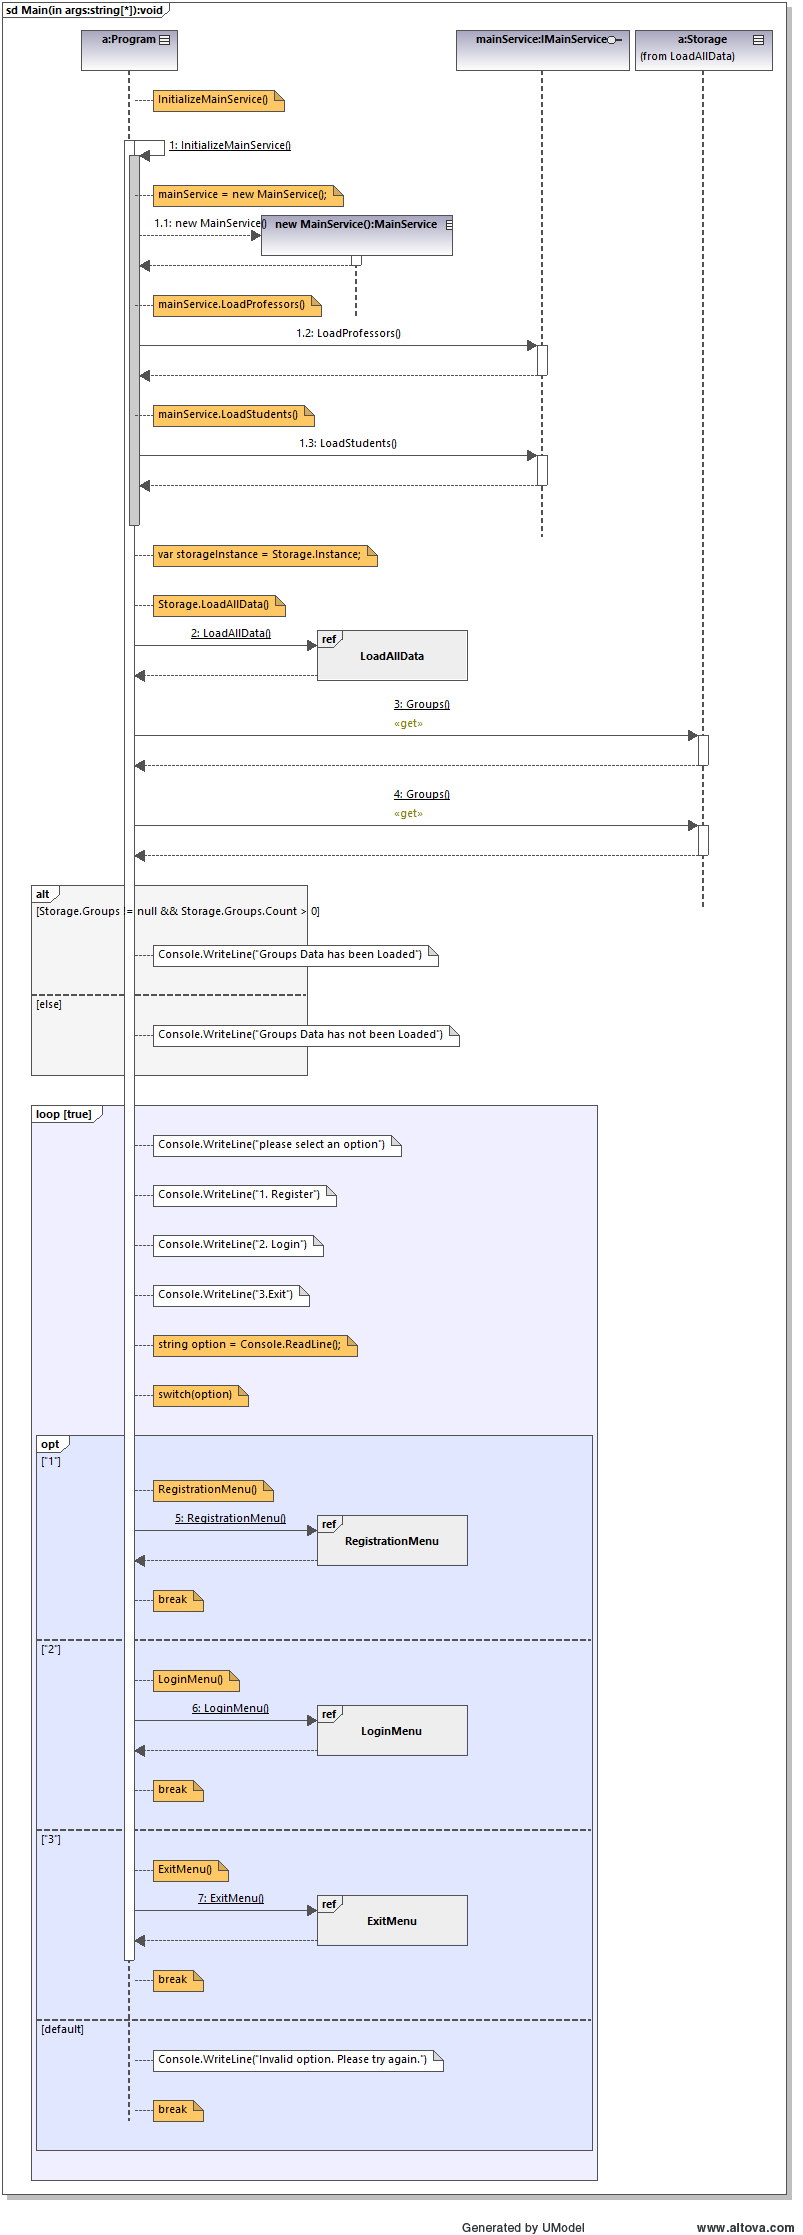 sd Main(in args:string[*]):void
a:Program
mainService:IMainService
a:Storage
(from LoadAllData)
InitializeMainService()
1: InitializeMainService()
mainService = new MainService();
1.1: new MainService()
new MainService():MainService
mainService.LoadProfessors()
1.2: LoadProfessors()
mainService.LoadStudents()
1.3: LoadStudents()
var storageInstance = Storage.Instance;
Storage.LoadAllData()
2: LoadAllData()
ref
LoadAllData
3: Groups()
«get»
4: Groups()
«get»
alt
[Storage.Groups != null && Storage.Groups.Count > 0]
Console.WriteLine("Groups Data has been Loaded")
[else]
Console.WriteLine("Groups Data has not been Loaded")
loop [true]
Console.WriteLine("please select an option")
Console.WriteLine("1. Register")
Console.WriteLine("2. Login")
Console.WriteLine("3.Exit")
string option = Console.ReadLine();
switch(option)
opt
["1"]
RegistrationMenu()
5: RegistrationMenu()
ref
RegistrationMenu
break
["2"]
LoginMenu()
6: LoginMenu()
ref
LoginMenu
break
["3"]
ExitMenu()
7: ExitMenu()
ref
ExitMenu
break
[default]
Console.WriteLine("Invalid option. Please try again.")
break
Generated by UModel
www.altova.com